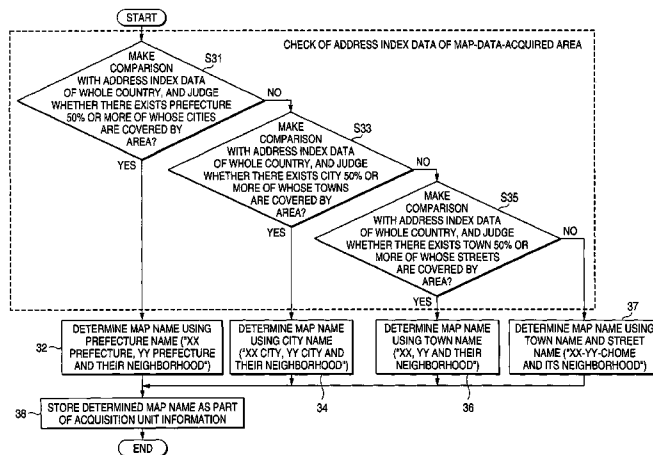 START
CHECK OF ADDRESS INDEX DATA OF MAP-DATA-ACQUIRED AREA
S31
MAKE
COMPARISON
WITH ADDRESS INDEX DATA
OF WHOLE COUNTRY, AND JUDGE
WHETHER THERE EXISTS PREFECTURE
50% OR MORE OF WHOSE CITIES
ARE COVERED BY
AREA?
NO
YES
S33
MAKE
COMPARISON
WITH ADDRESS INDEX DATA
OF WHOLE COUNTRY, AND JUDGE
WHETHER THERE EXISTS CITY 50% OR
MORE OF WHOSE TOWNS
ARE COVERED BY
AREA?
NO
YES
S35
MAKE
COMPARISON
WITH ADDRESS INDEX DATA
OF WHOLE COUNTRY, AND JUDGE
WHETHER THERE EXISTS TOWN 50% OR
MORE OF WHOSE STREETS
ARE COVERED BY
AREA?
NO
YES
32
DETERMINE MAP NAME USING
PREFECTURE NAME ("XX
PREFECTURE, YY PREFECTURE
AND THEIR NEIGHBORHOOD")
DETERMINE MAP NAME
USING CITY NAME
("XX CITY, YY CITY AND
THEIR NEIGHBORHOOD")
34
DETERMINE MAP NAME
USING TOWN NAME
("XX, YY AND THEIR
NEIGHBORHOOD")
36
37
DETERMINE MAP NAME USING
TOWN NAME AND STREET
NAME ("XX-YY-CHOME
AND ITS NEIGHBORHOOD")
38
STORE DETERMINED MAP NAME AS PART
OF ACQUISITION UNIT INFORMATION
END